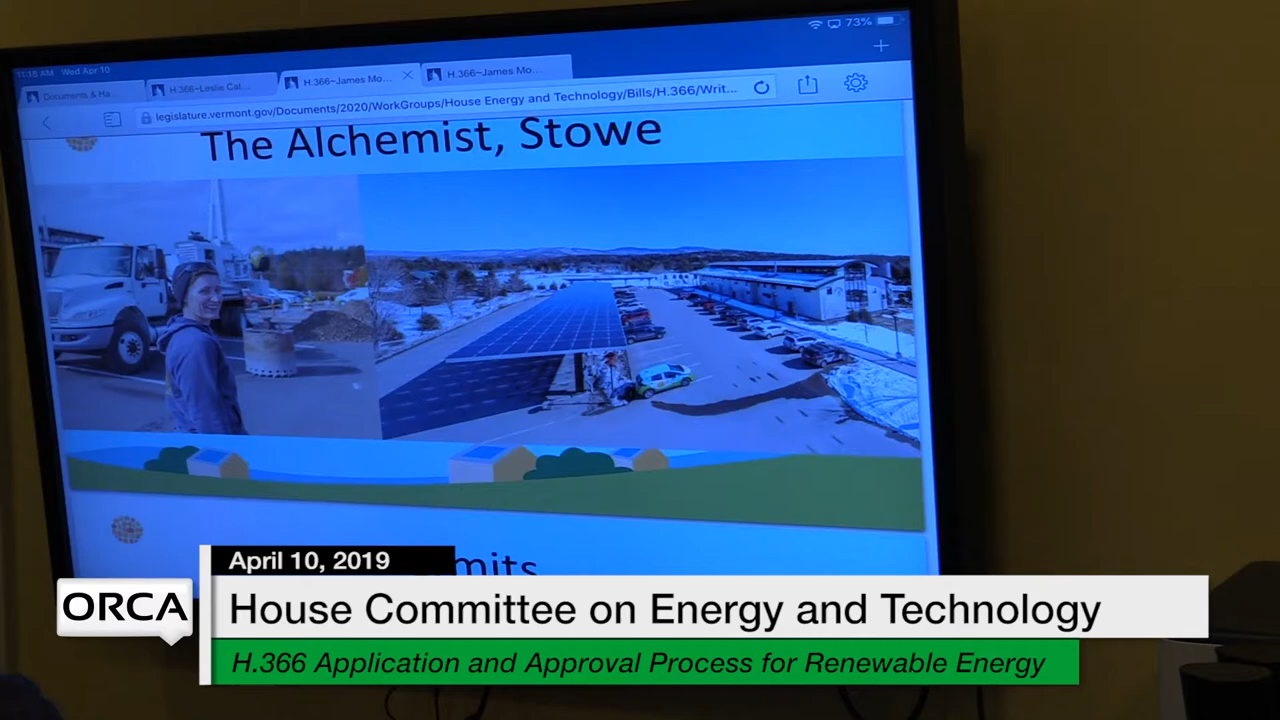 73%
11:18 AM Wed Apr 10
Documents & Ha...
H.366~Leslie Cal...
H.366~James Mo...
H.366~James Mo...
legislature.vermont.gov/Documents/2020/WorkGroups/House Energy and Technology/Bills/H.366/Writ...
The Alchemist, Stowe
mits
April 10, 2019
ORCA
House Committee on Energy and Technology
H.366 Application and Approval Process for Renewable Energy